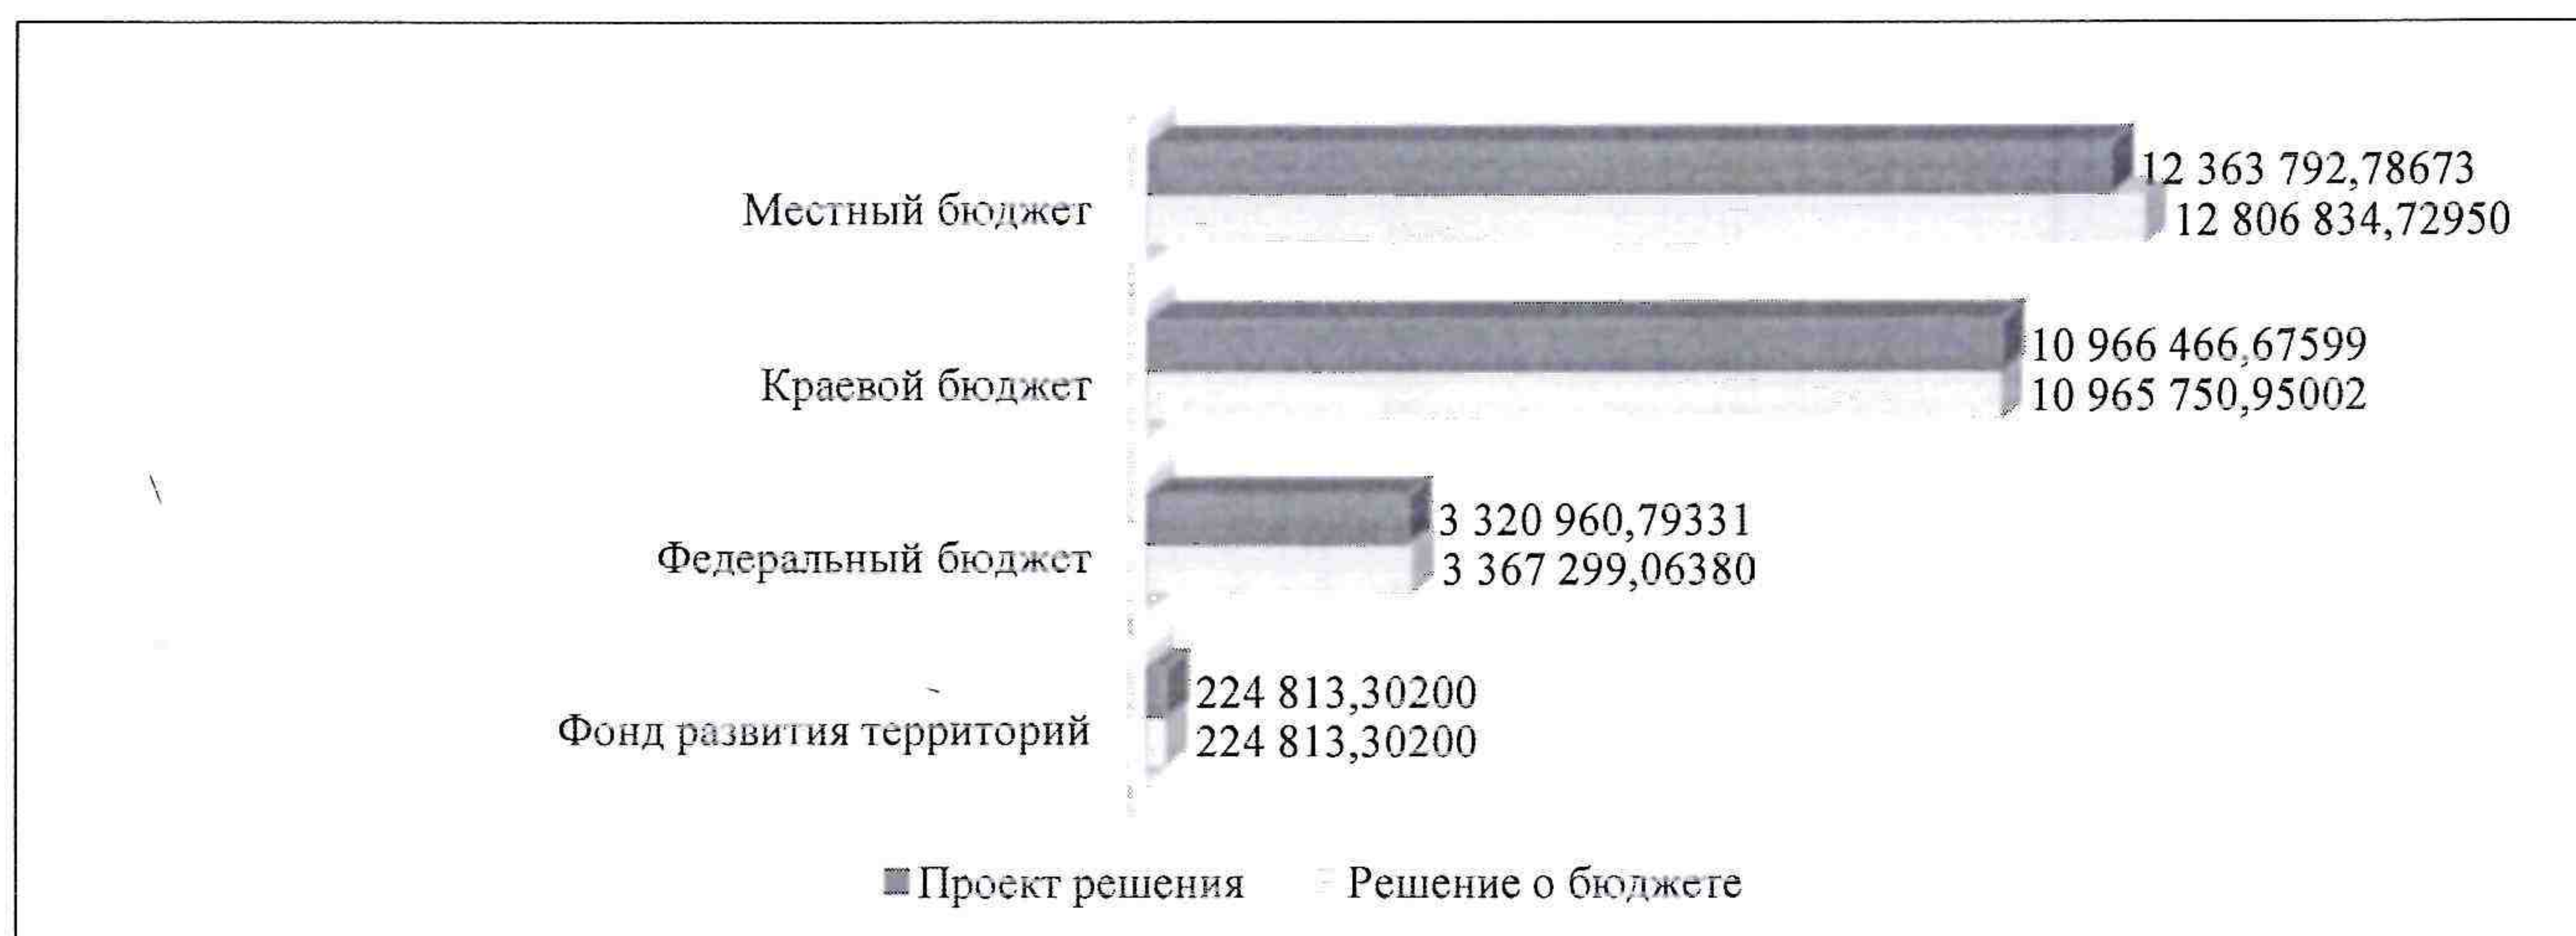 12 363 792,78673
Местный бюджет
12 806 834,72950
10 966 466,67599
Краевой бюджет
10 965 750,95002
3 320 960,79331
Федеральный бюджет
3 367 299,06380
224 813,30200
Фонд развития территорий
224 813,30200
Проект решения Решение о бюджете